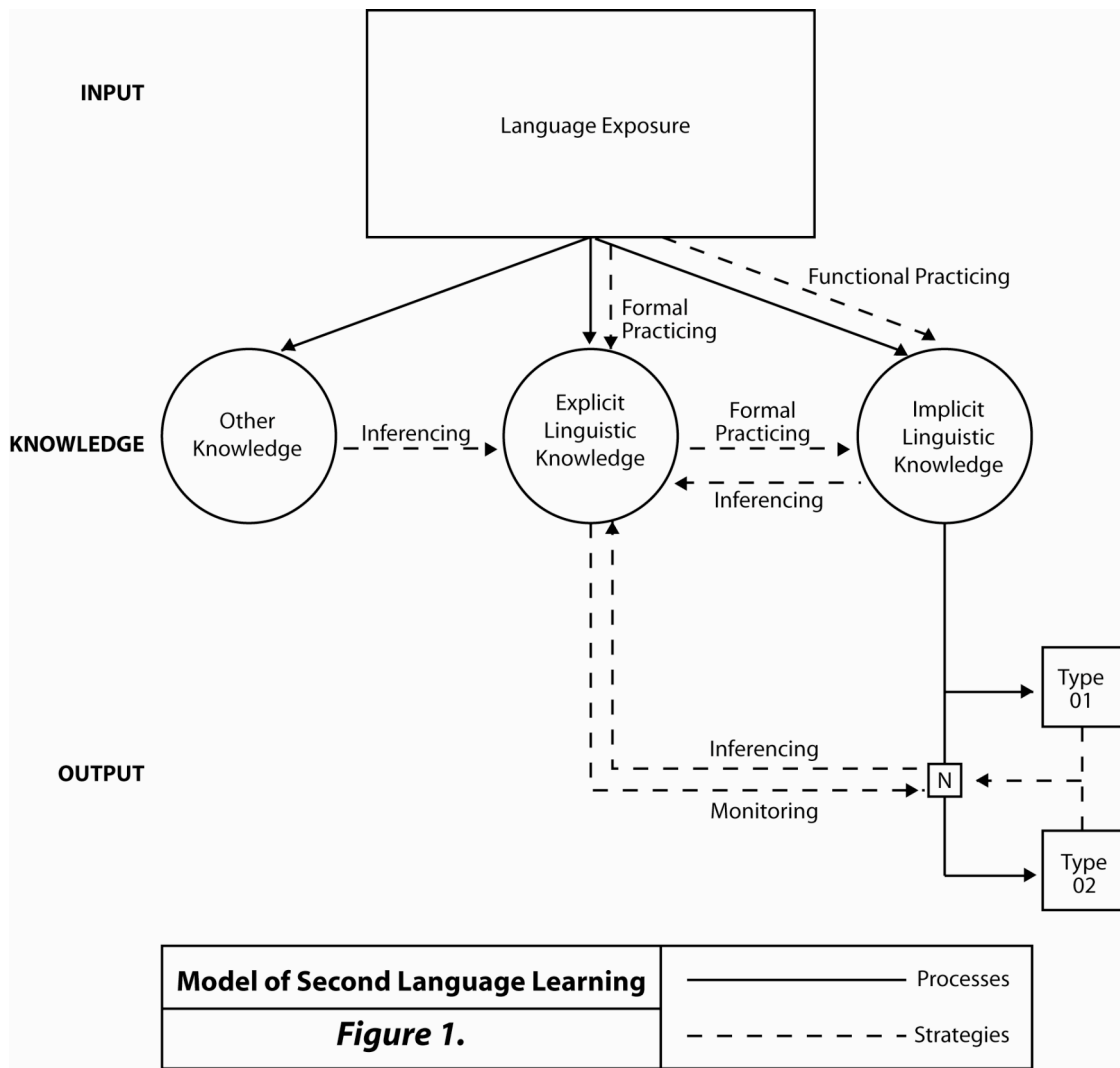 INPUT
Language Exposure
Functional Practicing
Formal
Practicing
KNOWLEDGE
Other
Knowledge
Inferencing
Explicit
Linguistic
Knowledge
Formal
Practicing
Inferencing
Implicit
Linguistic
Knowledge
Type
01
OUTPUT
Inferencing
N
Monitoring
Type
02
Model of Second Language Learning
Figure 1.
Processes
Strategies